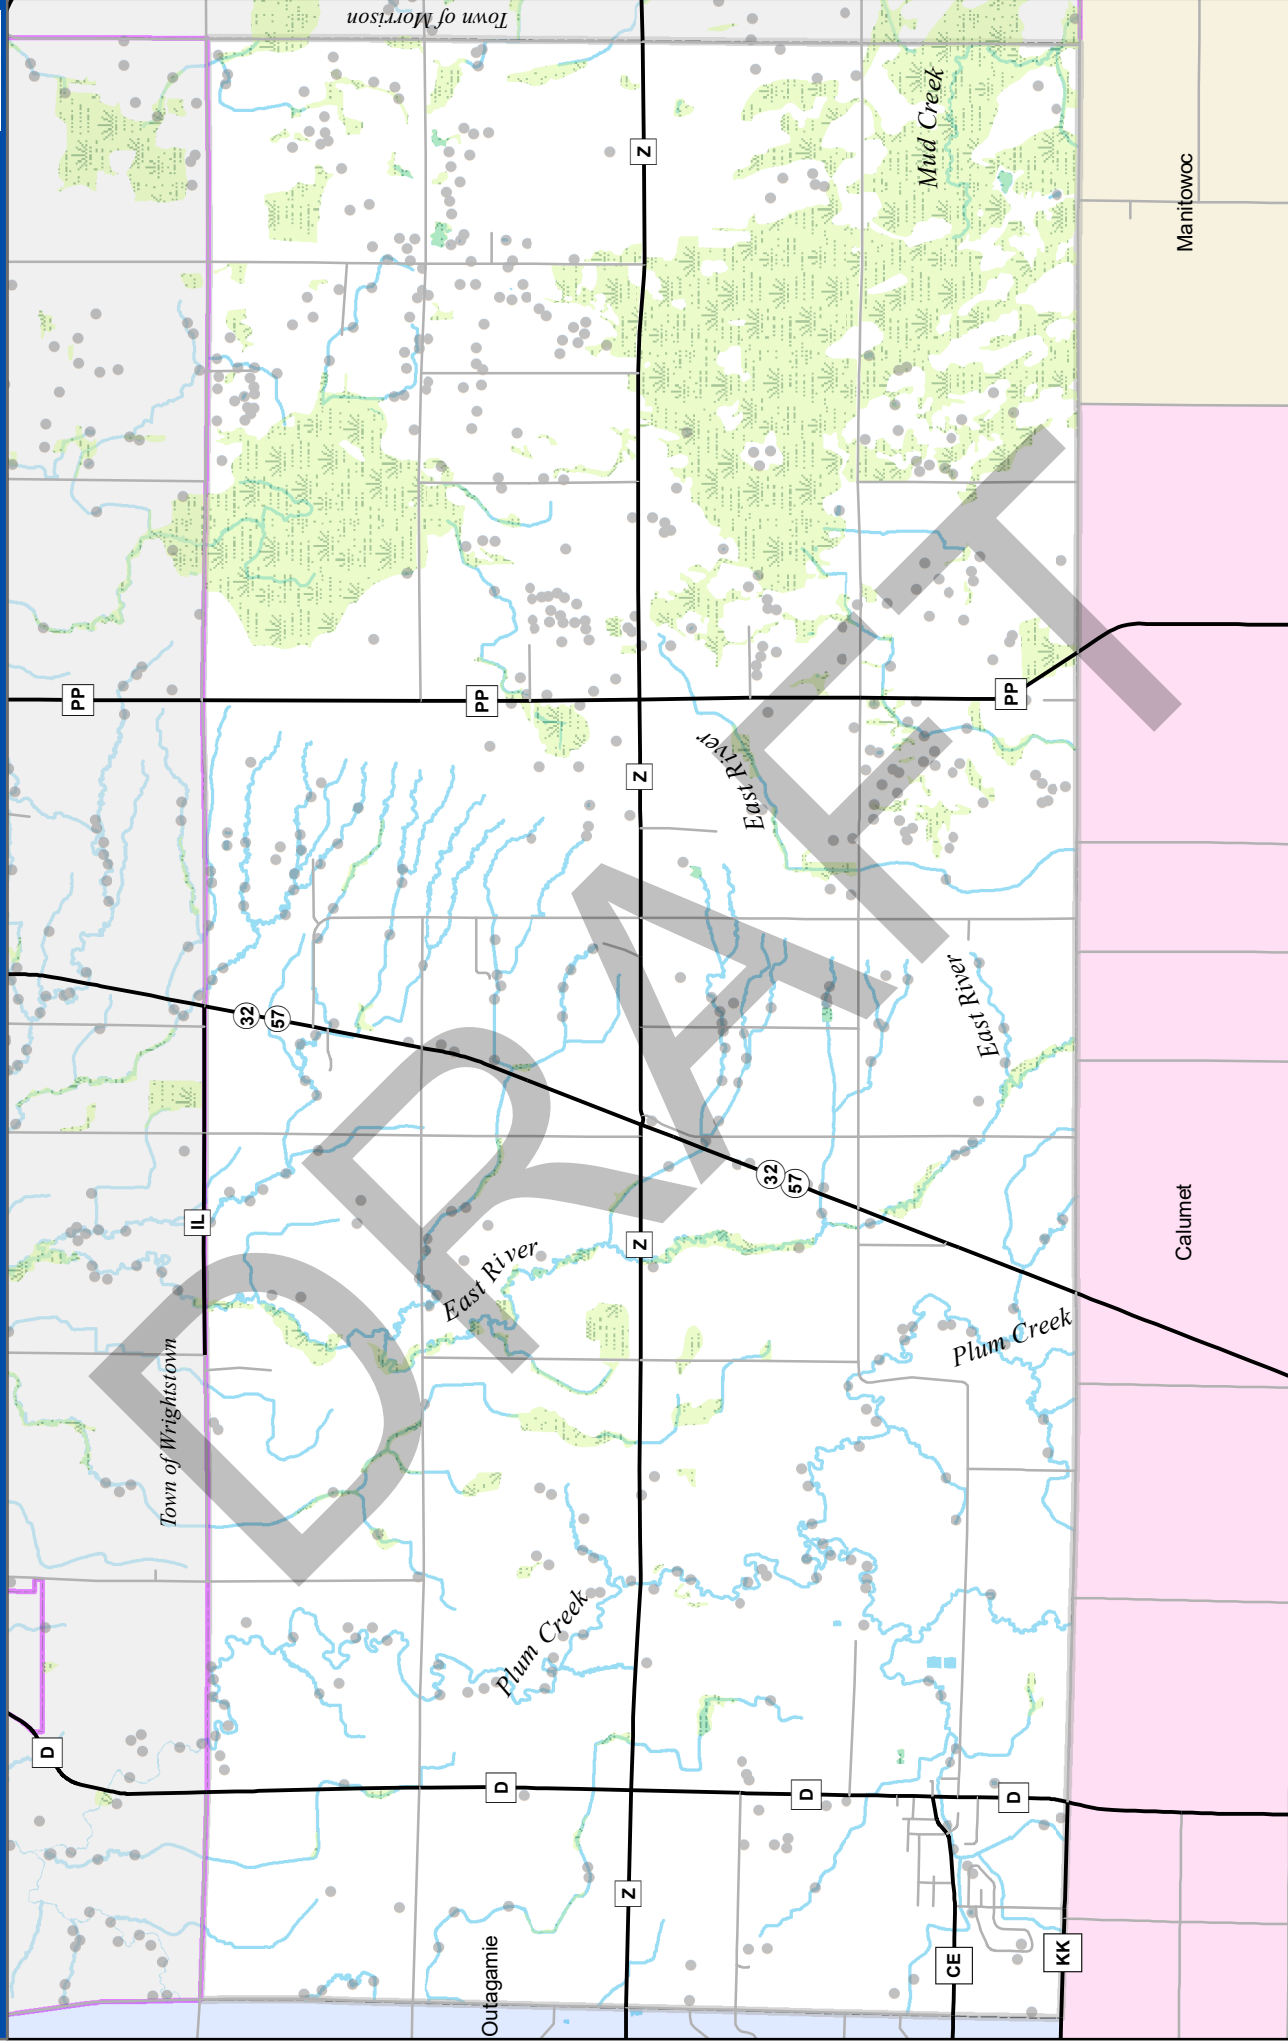 Town of Morrison
Mud Creek
Z
Manitowoc
PP
PP
PP
Z
East River
East River
32
57
IL
32
57
Z
East River
Calumet
Plum Creek
Town of Wrightstown
Plum Creek
D
D
D
D
Z
Outagamie
CE
KK
DRAFT